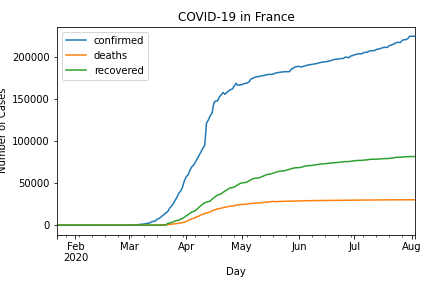 COVID-19 in France
confirmed
deaths
recovered
200000
150000
100000
50000
0
Number of Cases
Feb
2020
Mar
Apr
May
Jun
Jul
Aug
Day